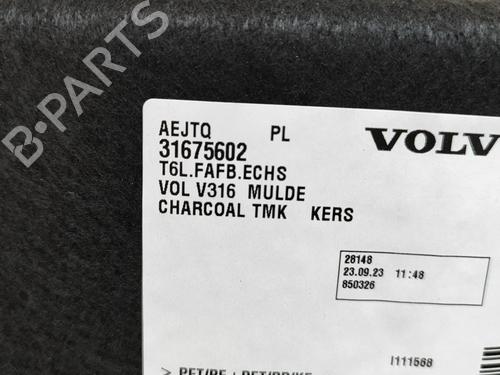 AEJTQ PL VOLV
31675602
T6L.FAFB.ECHS
VOL V316 MULDE
CHARCOAL TMK KERS
28148
23.09.23 11:48
850326
I111568
B-PARTS